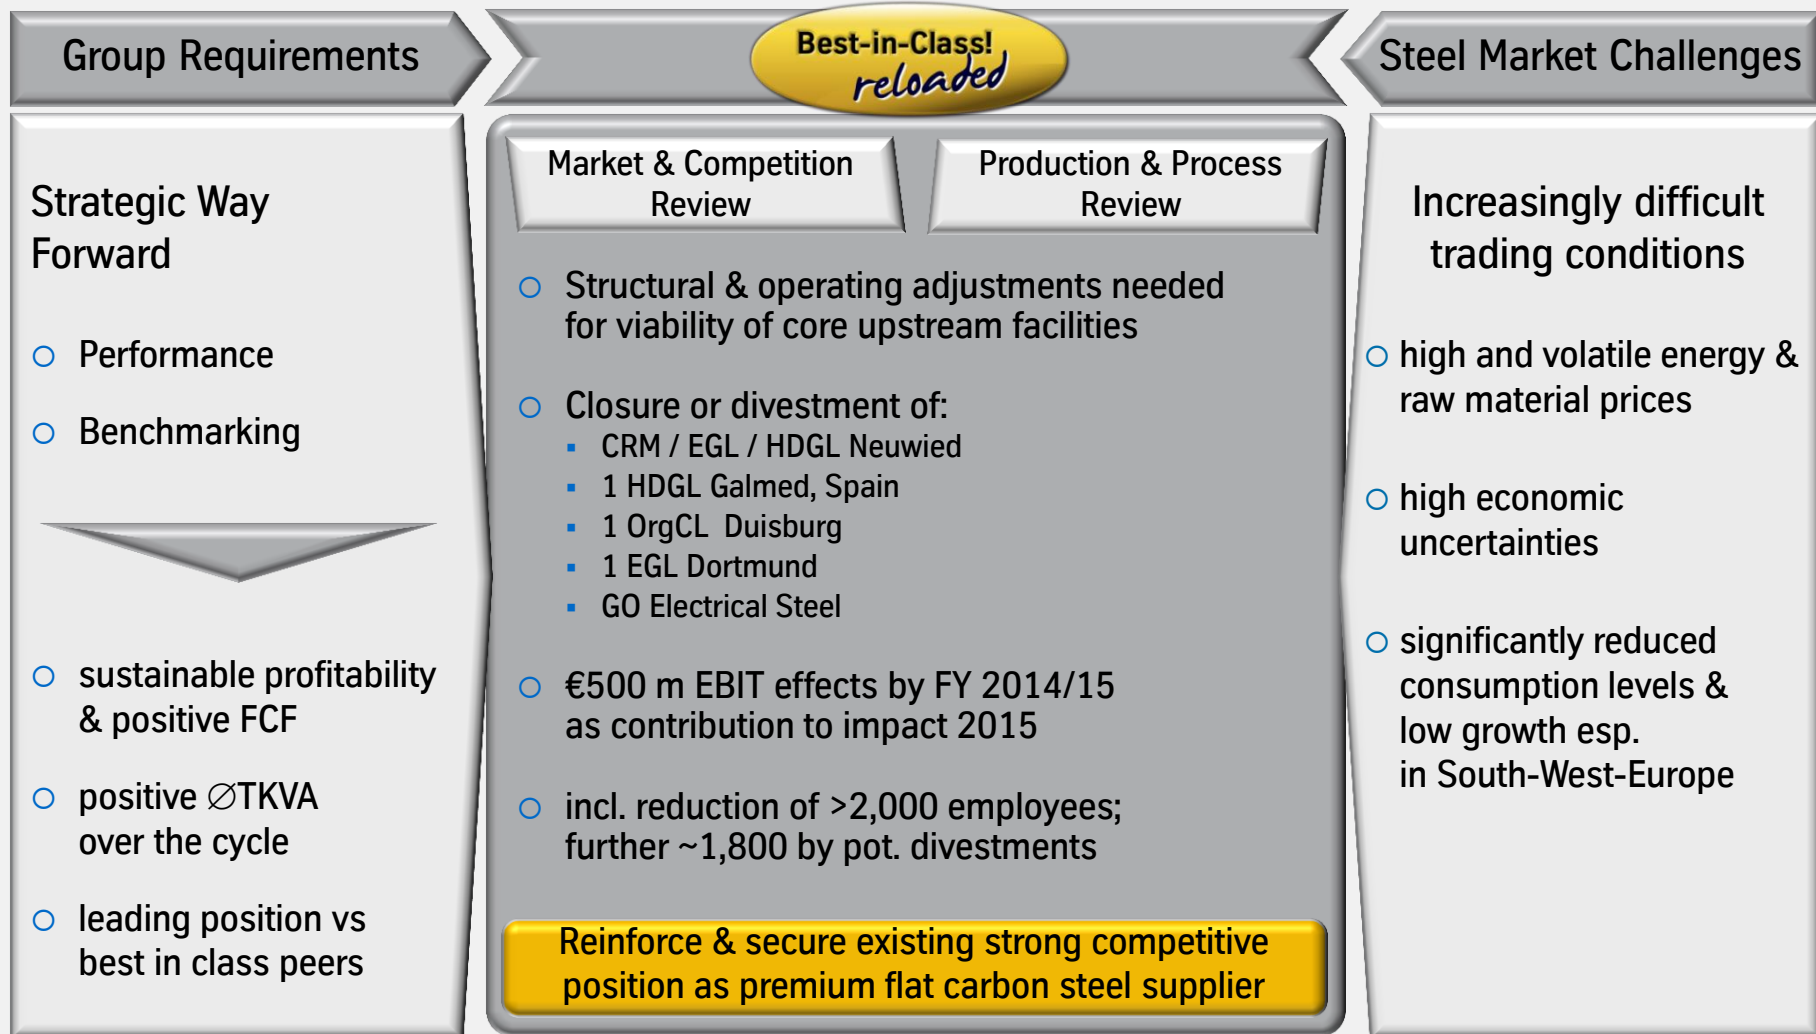 Group Requirements
Best-in-Class!
reloaded
Steel Market Challenges
Strategic Way
Forward
Performance
Benchmarking
sustainable profitability
& positive FCF
positive ∅TKVA
over the cycle
leading position vs
best in class peers
Market & Competition
Review
Production & Process
Review
Structural & operating adjustments needed
for viability of core upstream facilities
Closure or divestment of:
CRM / EGL / HDGL Neuwied
1 HDGL Galmed, Spain
1 OrgCL Duisburg
1 EGL Dortmund
GO Electrical Steel
€500 m EBIT effects by FY 2014/15
as contribution to impact 2015
incl. reduction of >2,000 employees;
further ~1,800 by pot. divestments
Reinforce & secure existing strong competitive
position as premium flat carbon steel supplier
Increasingly difficult
trading conditions
high and volatile energy &
raw material prices
high economic
uncertainties
significantly reduced
consumption levels &
low growth esp.
in South-West-Europe